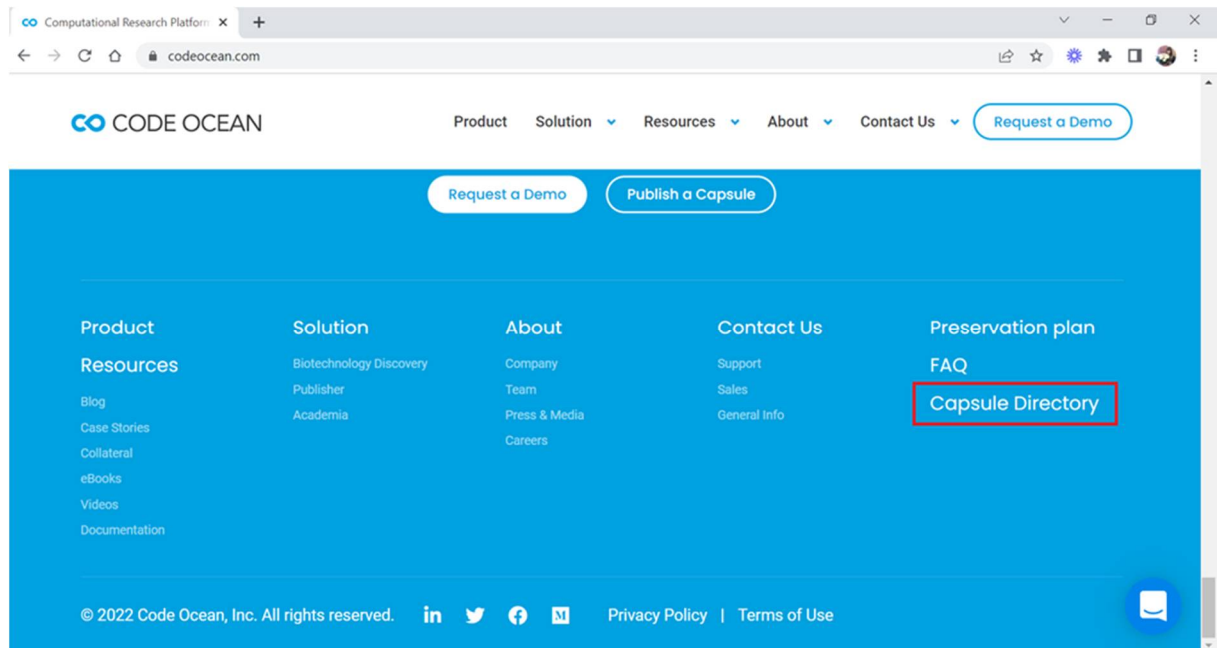 Computational Research Platform
codeocean.com
CODE OCEAN
Product Solution Resources About Contact Us Request a Demo
Request a Demo Publish a Capsule
Product
Resources
Blog
Case Stories
Collateral
eBooks
Videos
Documentation
Solution
Biotechnology Discovery
Publisher
Academia
About
Company
Team
Press & Media
Careers
Contact Us
Support
Sales
General Info
Preservation plan
FAQ
Capsule Directory
© 2022 Code Ocean, Inc. All rights reserved. in M Privacy Policy | Terms of Use